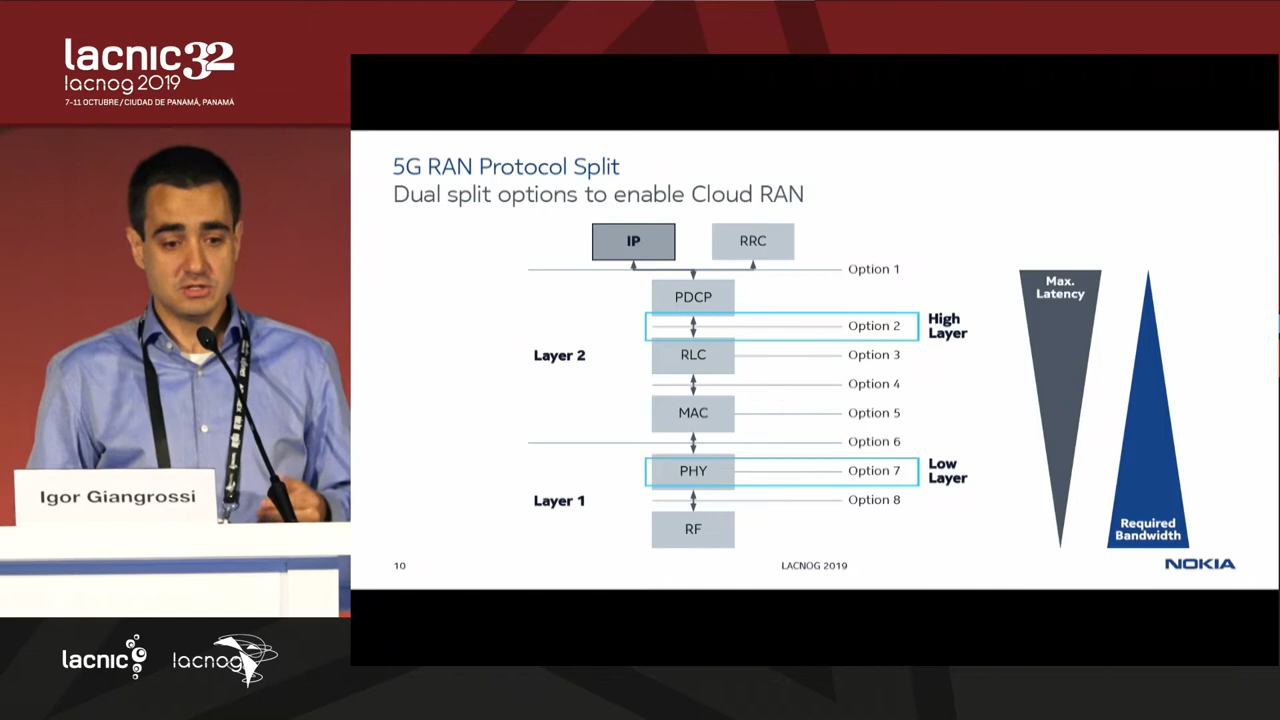 lacnic32
lacnog 2019
7-11 OCTUBRE / CIUDAD DE PANAMÁ, PANAMÁ
5G RAN Protocol Split
Dual split options to enable Cloud RAN
IP
RRC
Option 1
PDCP
Option 2
High
Layer
Layer 2
RLC
Option 3
Option 4
MAC
Option 5
Option 6
PHY
Option 7
Low
Layer
Layer 1
Option 8
RF
Max.
Latency
Required
Bandwidth
10
LACNOG 2019
NOKIA
Igor Giangrossi
lacnic
lacnog